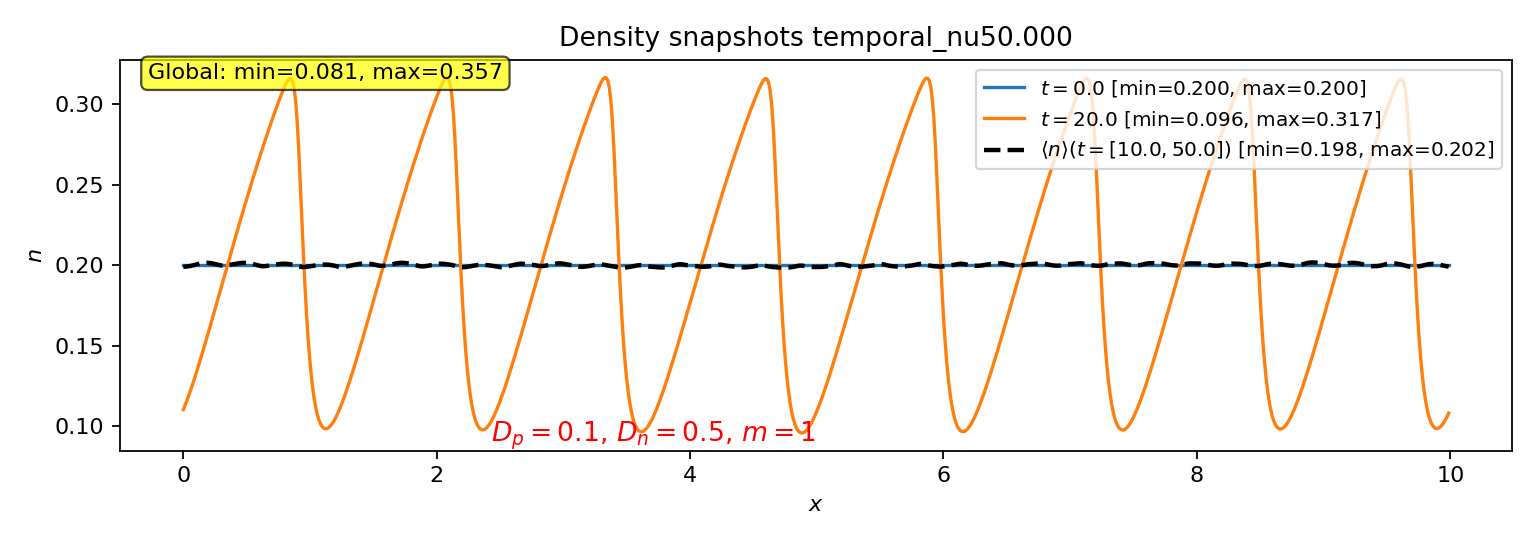 Density snapshots temporal_nu50.000
Global: min=0.081, max=0.357
t = 0.0 [min=0.200, max=0.200]
t = 20.0 [min=0.096, max=0.317]
⟨n⟩(t = [10.0, 50.0]) [min=0.198, max=0.202]
0.30
0.25
0.20
0.15
0.10
n
D_p = 0.1, D_n = 0.5, m = 1
0 2 4 6 8 10
x